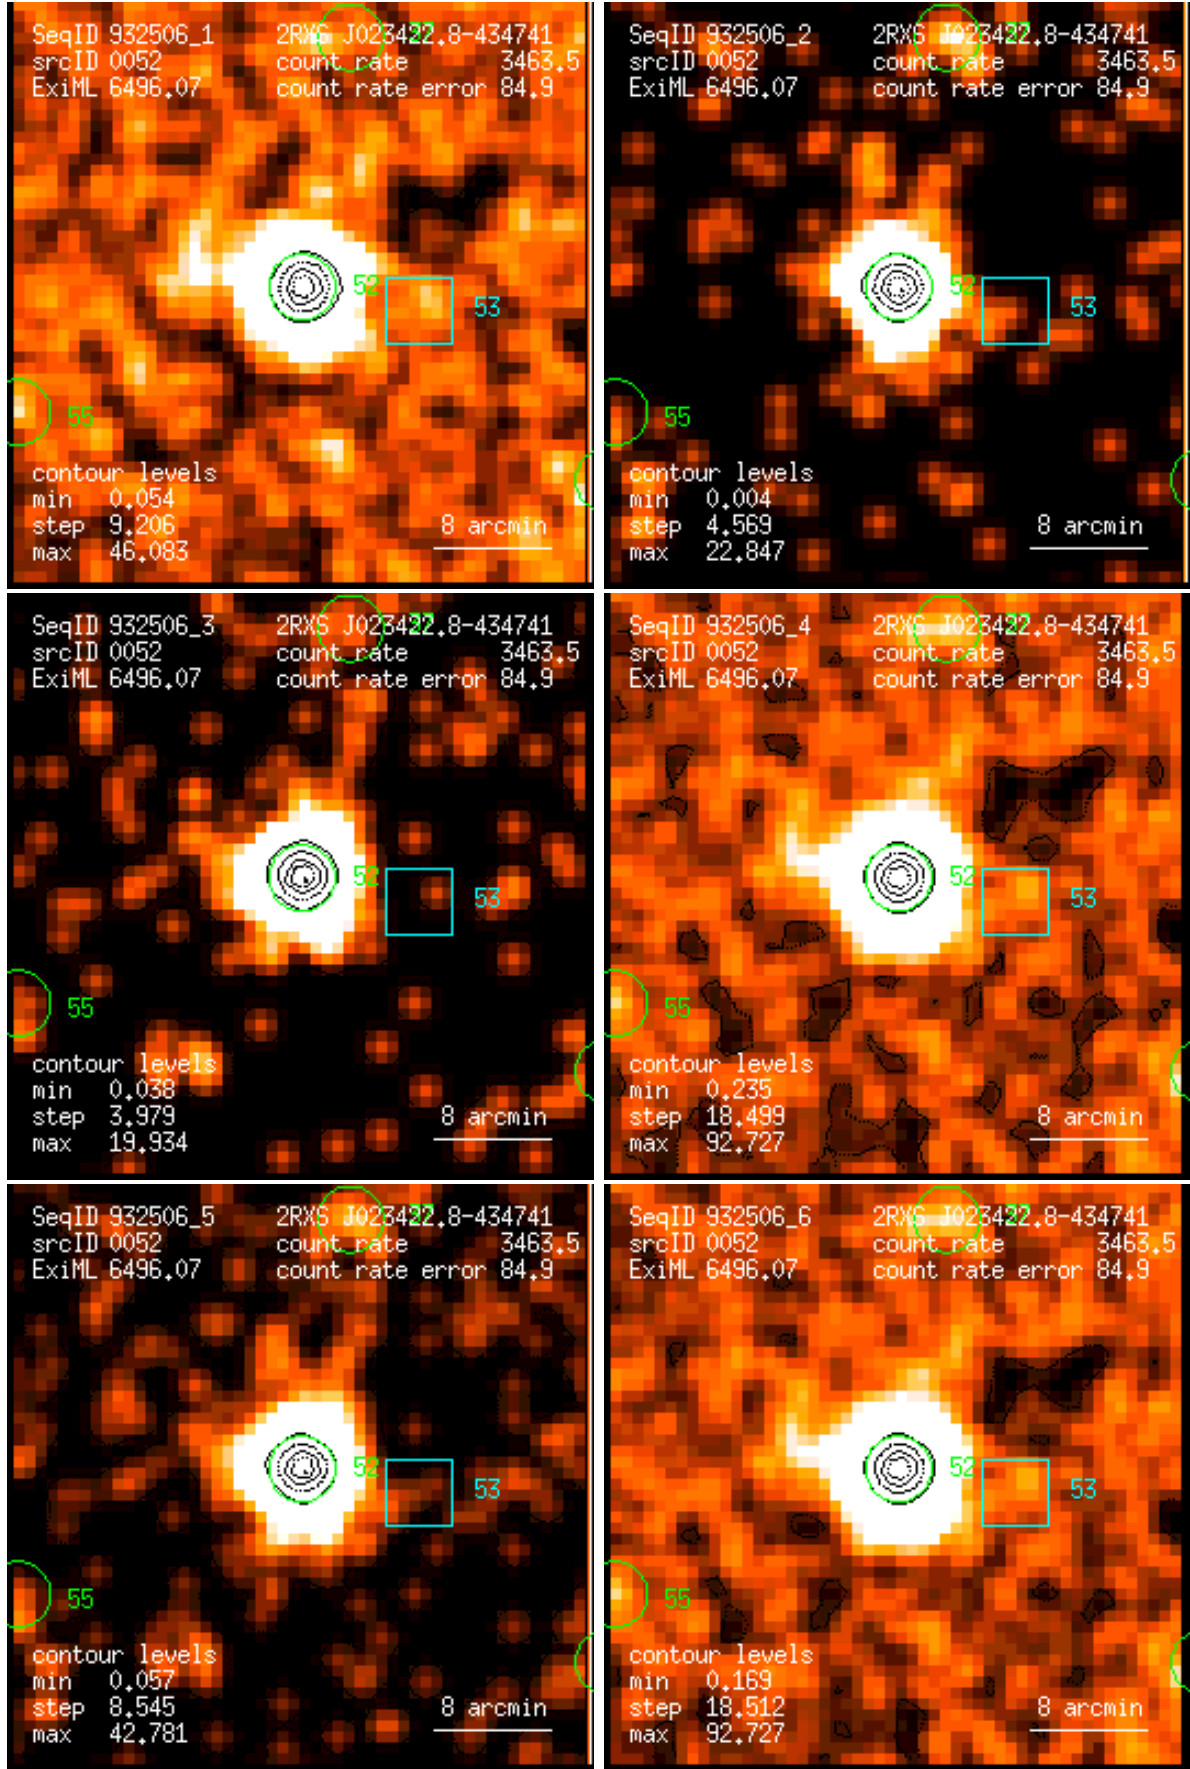 SeqID 932506_1 2RXS J023422.8-434741
srcID 0052 count rate 3463.5
ExiML 6496.07 count rate error 84.9
52
53
55
contour levels
min 0.054
step 9.206 8 arcmin
max 46.083
SeqID 932506_2 2RXS J023422.8-434741
srcID 0052 count rate 3463.5
ExiML 6496.07 count rate error 84.9
52
53
55
contour levels
min 0.004
step 4.569 8 arcmin
max 22.847
SeqID 932506_3 2RXS J023422.8-434741
srcID 0052 count rate 3463.5
ExiML 6496.07 count rate error 84.9
52
53
55
contour levels
min 0.038
step 3.979 8 arcmin
max 19.934
SeqID 932506_4 2RXS J023422.8-434741
srcID 0052 count rate 3463.5
ExiML 6496.07 count rate error 84.9
52
53
55
contour levels
min 0.235
step 18.499 8 arcmin
max 92.727
SeqID 932506_5 2RXS J023422.8-434741
srcID 0052 count rate 3463.5
ExiML 6496.07 count rate error 84.9
52
53
55
contour levels
min 0.057
step 8.545 8 arcmin
max 42.781
SeqID 932506_6 2RXS J023422.8-434741
srcID 0052 count rate 3463.5
ExiML 6496.07 count rate error 84.9
52
53
55
contour levels
min 0.169
step 18.512 8 arcmin
max 92.727